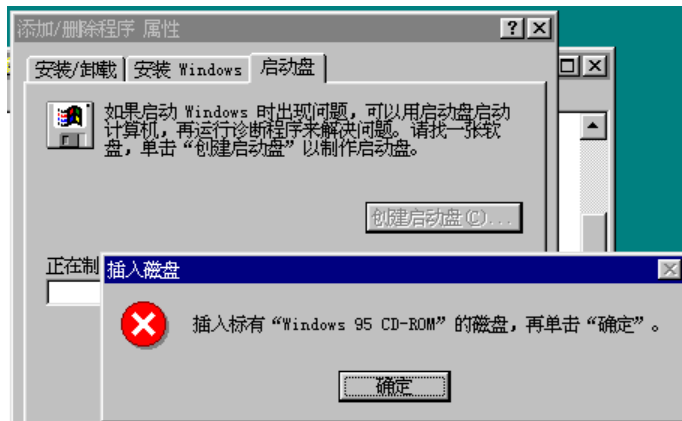 添加/删除程序 属性
安装/卸载 安装 Windows 启动盘
如果启动 Windows 时出现问题，可以用启动盘启动
计算机，再运行诊断程序来解决问题。请找一张软
盘，单击“创建启动盘”以制作启动盘。
创建启动盘(C)...
正在制
插入磁盘
插入标有“Windows 95 CD-ROM”的磁盘，再单击“确定”。
确定